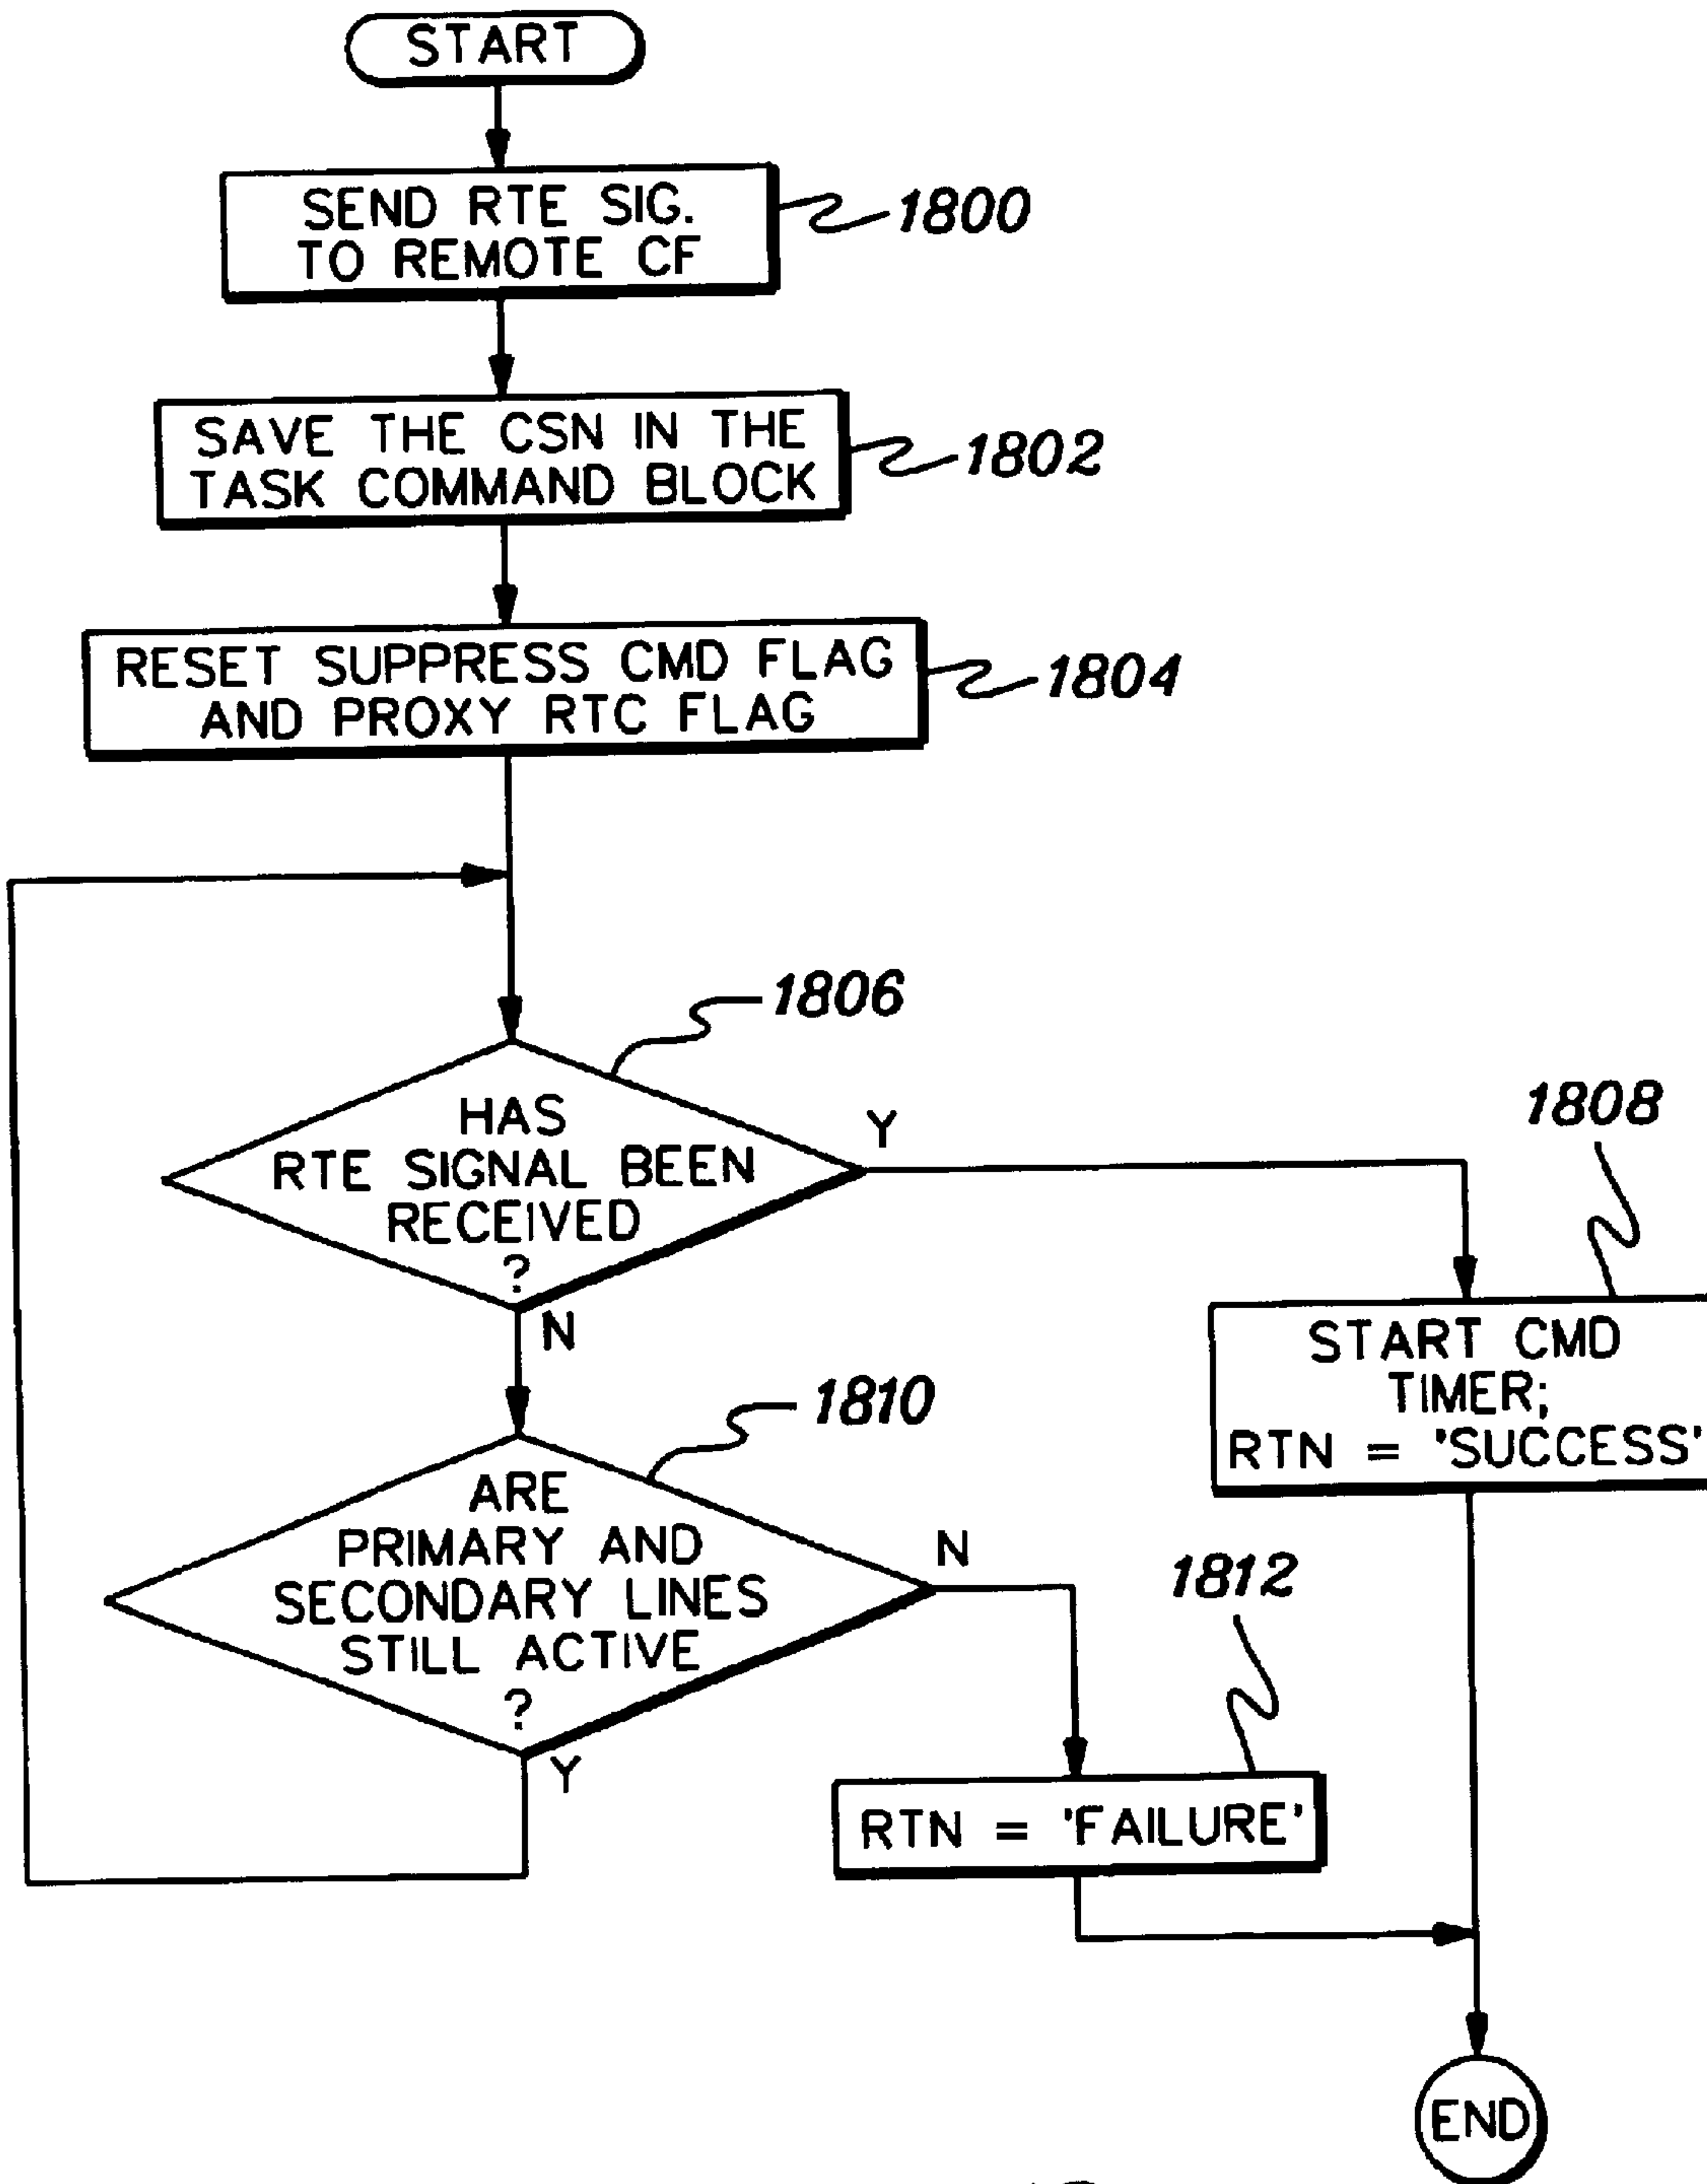 START
SEND RTE SIG.
TO REMOTE CF
1800
SAVE THE CSN IN THE
TASK COMMAND BLOCK
1802
RESET SUPPRESS CMD FLAG
AND PROXY RTC FLAG
1804
1806
HAS
RTE SIGNAL BEEN
RECEIVED
?
Y
N
1808
START CMD
TIMER;
RTN = 'SUCCESS'
1810
ARE
PRIMARY AND
SECONDARY LINES
STILL ACTIVE
?
N
Y
1812
RTN = 'FAILURE'
END